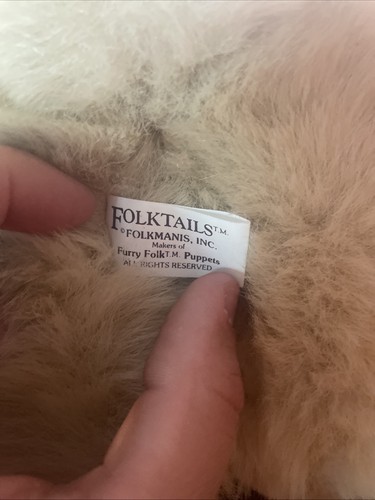 FOLKTAILS T.M.
© FOLKMANIS, INC.
Makers of
Furry Folk T.M. Puppets
ALL RIGHTS RESERVED